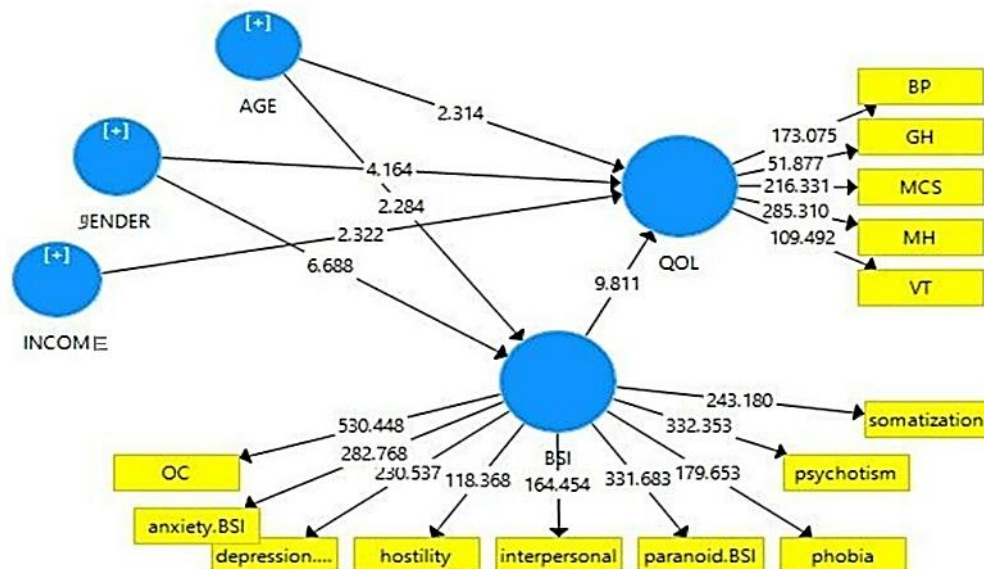 [+]
AGE
2.314
BP
173.075
GH
[+]
4.164
51.877
MCS
216.331
GENDER
2.284
285.310
MH
2.322
109.492
[+]
6.688
QOL
VT
9.811
INCOME
243.180
somatization
530.448
332.353
282.768
BSI
179.653
OC
230.537
118.368
164.454
331.683
psychotism
anxiety.BSI
depression....
hostility
interpersonal
paranoid.BSI
phobia